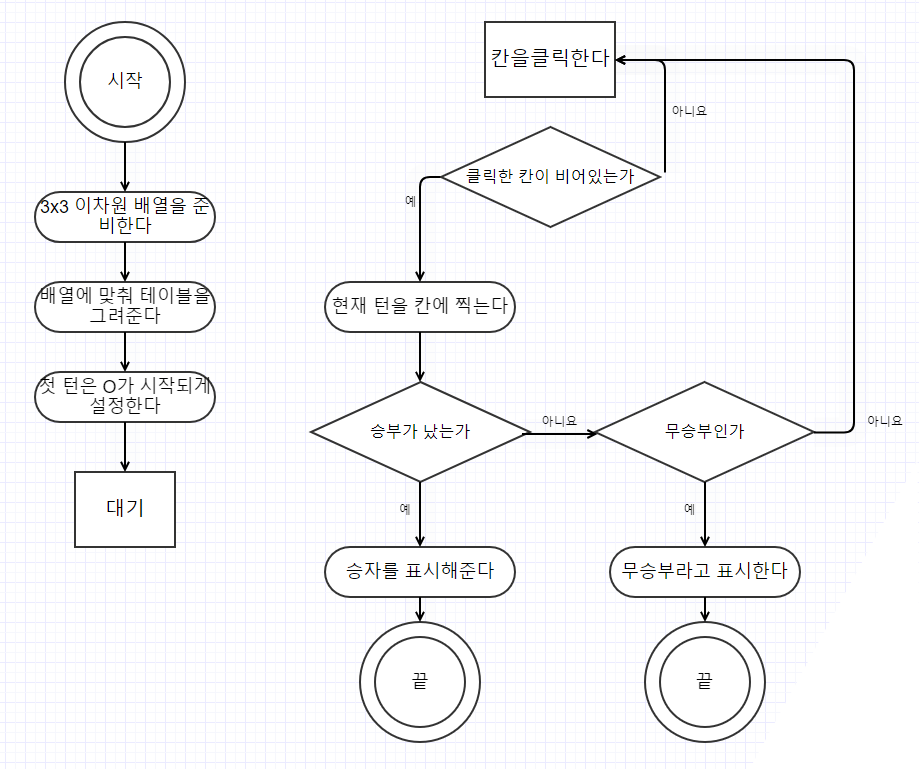 시작
3x3 이차원 배열을 준
비한다
배열에 맞춰 테이블을
그려준다
첫 턴은 O가 시작되게
설정한다
대기
칸을클릭한다
아니요
클릭한 칸이 비어있는가
예
현재 턴을 칸에 찍는다
승부가 났는가
아니요
무승부인가
아니요
예
예
승자를 표시해준다
무승부라고 표시한다
끝
끝